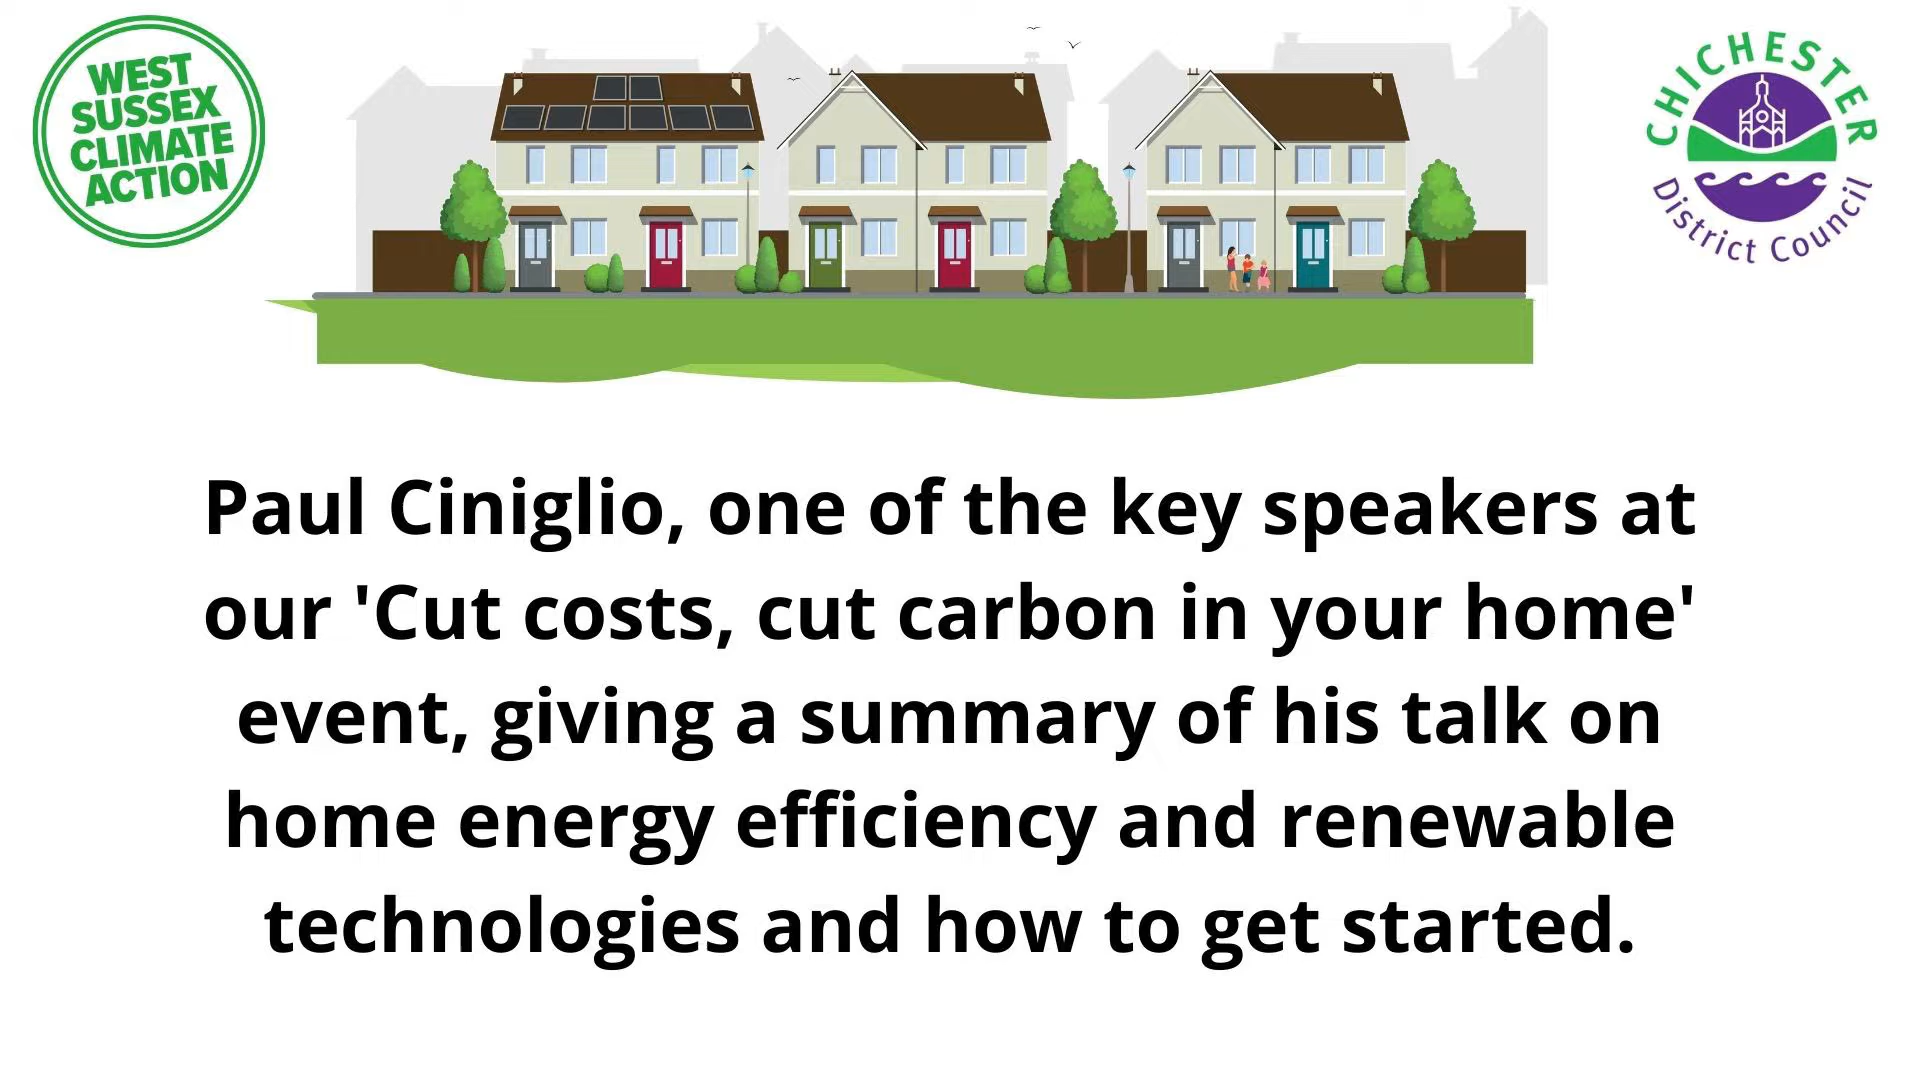 WEST
SUSSEX
CLIMATE
ACTION
CHICHESTER
District Council
Paul Ciniglio, one of the key speakers at
our 'Cut costs, cut carbon in your home'
event, giving a summary of his talk on
home energy efficiency and renewable
technologies and how to get started.